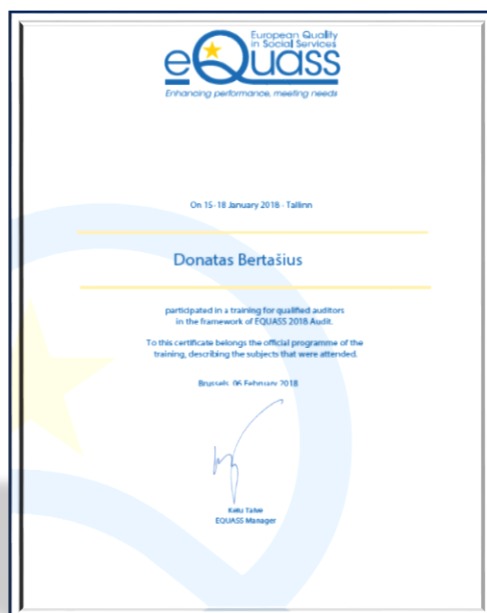 European Quality
in Social Services
eQuass
Enhancing performance, meeting needs
On 15-18 January 2018 - Tallinn
Donatas Bertašius
participated in a training for qualified auditors
in the framework of EQUASS 2018 Audit.
To this certificate belongs the official programme of the
training, describing the subjects that were attended.
Brussels, 06 February 2018
EQUASS Manager